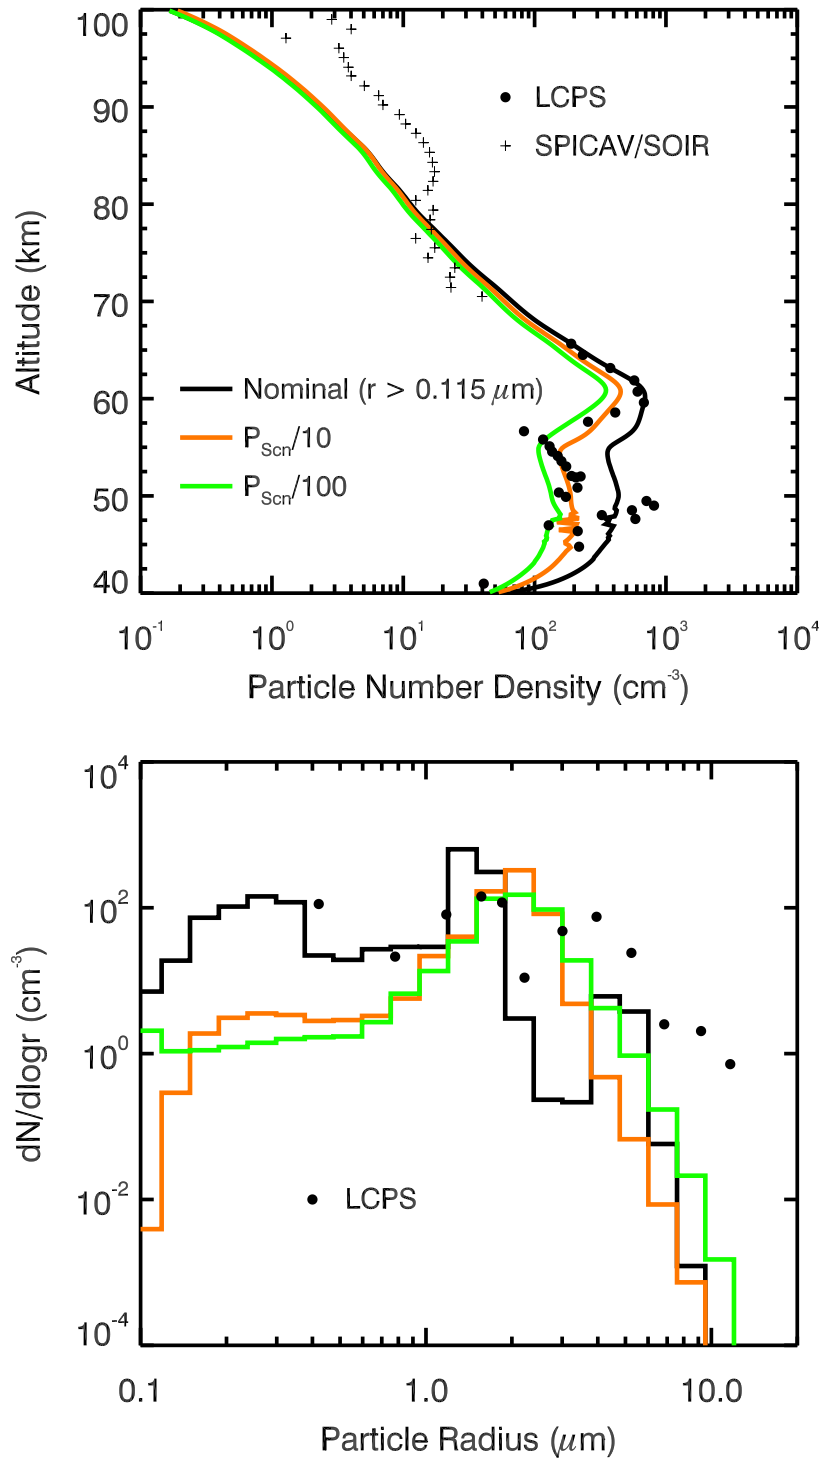 100
90
80
70
60
50
40
Altitude (km)
LCPS
SPICAV/SOIR
Nominal (r > 0.115 μm)
P_Scn/10
P_Scn/100
10^-1 10^0 10^1 10^2 10^3 10^4
Particle Number Density (cm^-3)
10^4
10^2
10^0
10^-2
10^-4
dN/dlogr (cm^-3)
LCPS
0.1 1.0 10.0
Particle Radius (μm)